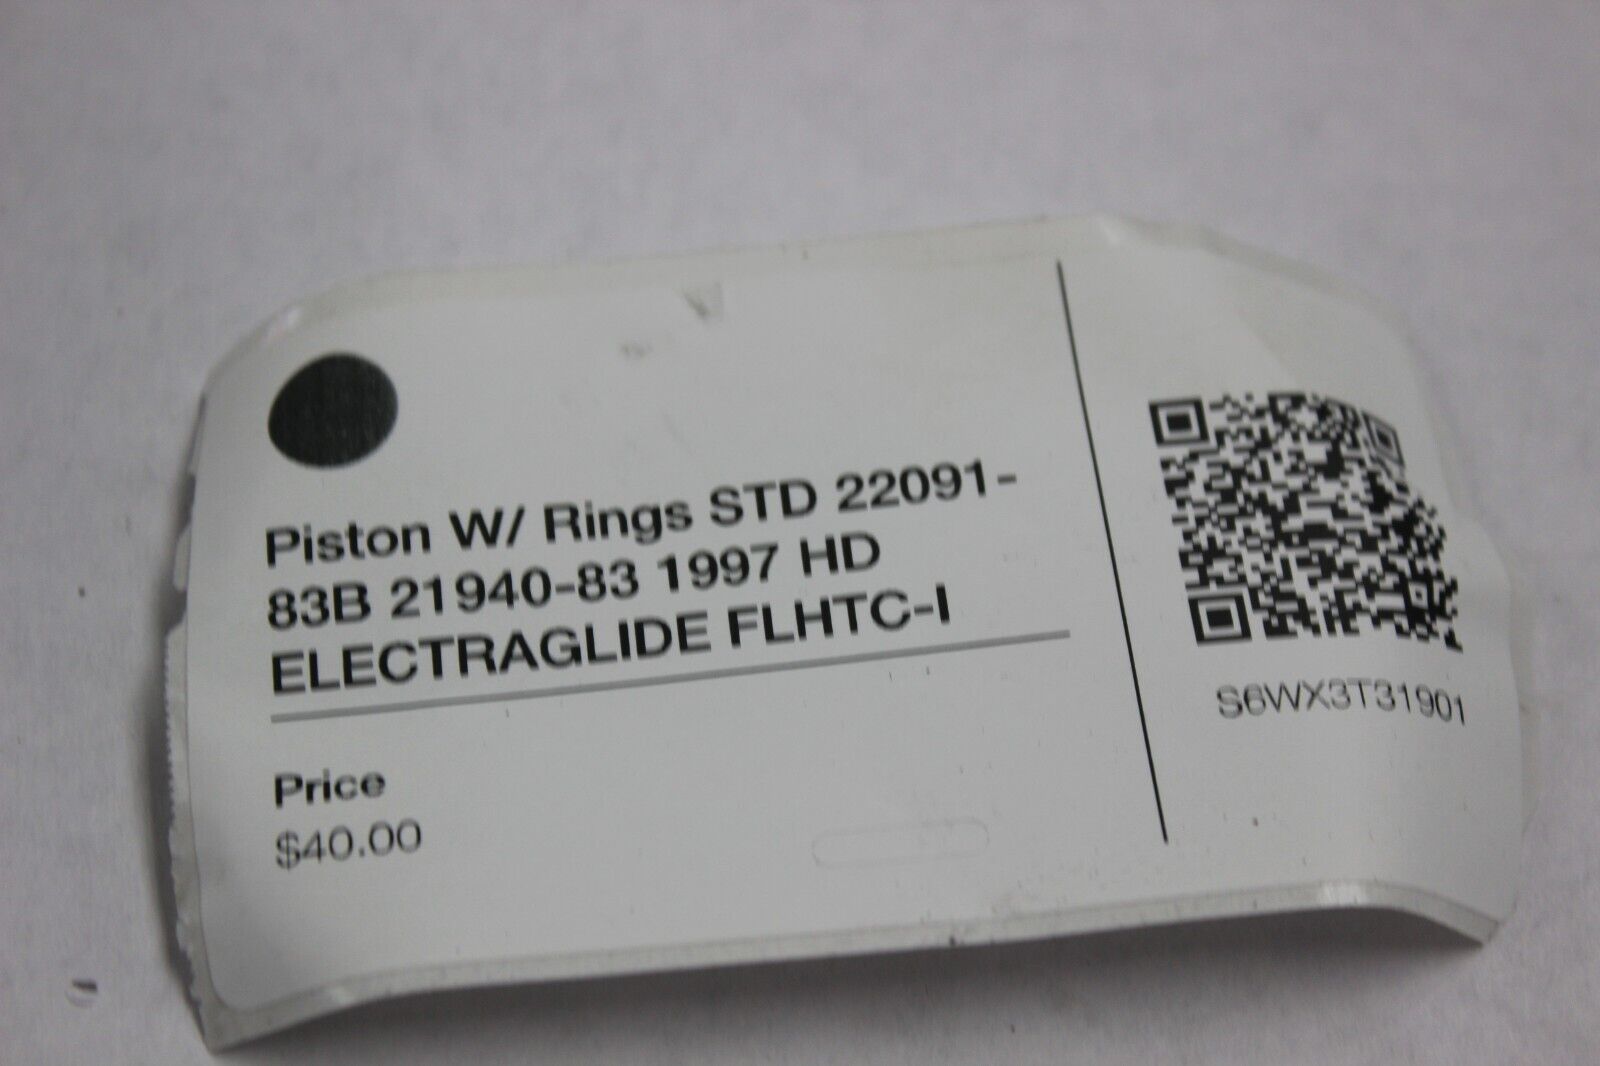 Piston W/ Rings STD 22091-
83B 21940-83 1997 HD
ELECTRAGLIDE FLHTC-I
Price
$40.00
S6WX3T31901